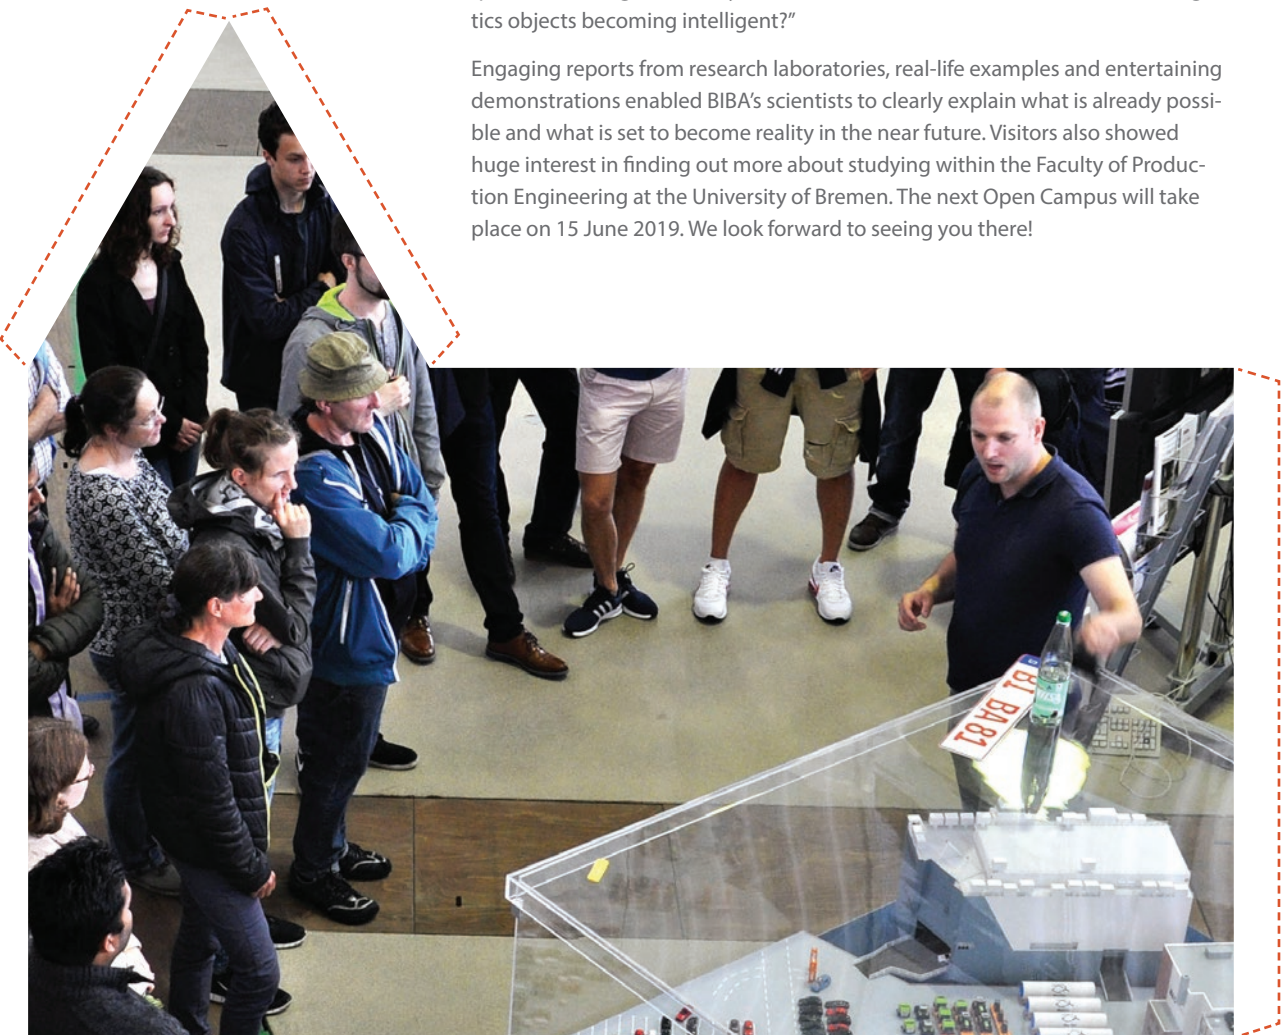 tics objects becoming intelligent?”
Engaging reports from research laboratories, real-life examples and entertaining
demonstrations enabled BIBA’s scientists to clearly explain what is already possi-
ble and what is set to become reality in the near future. Visitors also showed
huge interest in finding out more about studying within the Faculty of Produc-
tion Engineering at the University of Bremen. The next Open Campus will take
place on 15 June 2019. We look forward to seeing you there!
BI BA 81